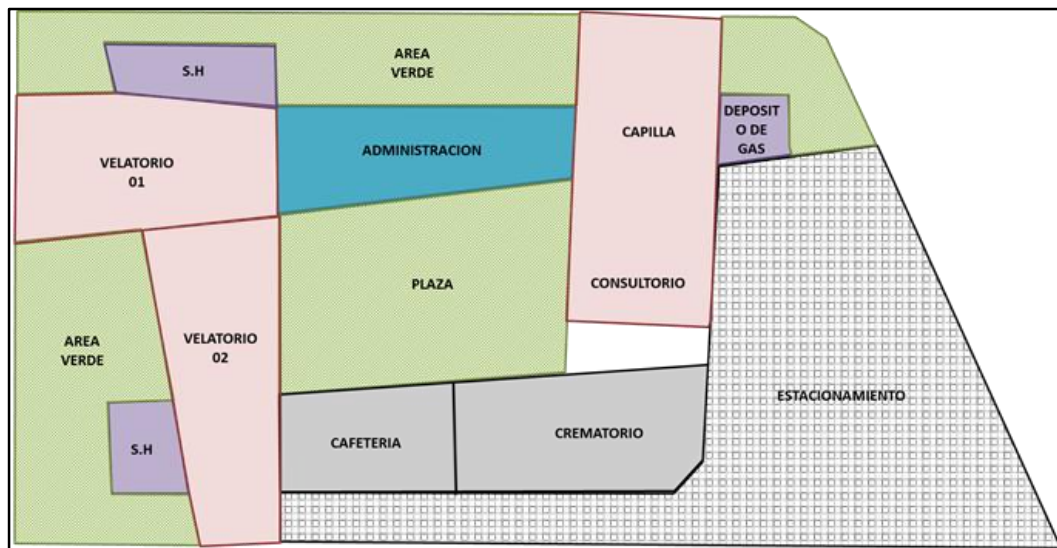 S.H
AREA
VERDE
CAPILLA
DEPOSIT
O DE
GAS
VELATORIO
01
ADMINISTRACION
PLAZA
CONSULTORIO
AREA
VERDE
VELATORIO
02
ESTACIONAMIENTO
S.H
CAFETERIA
CREMATORIO